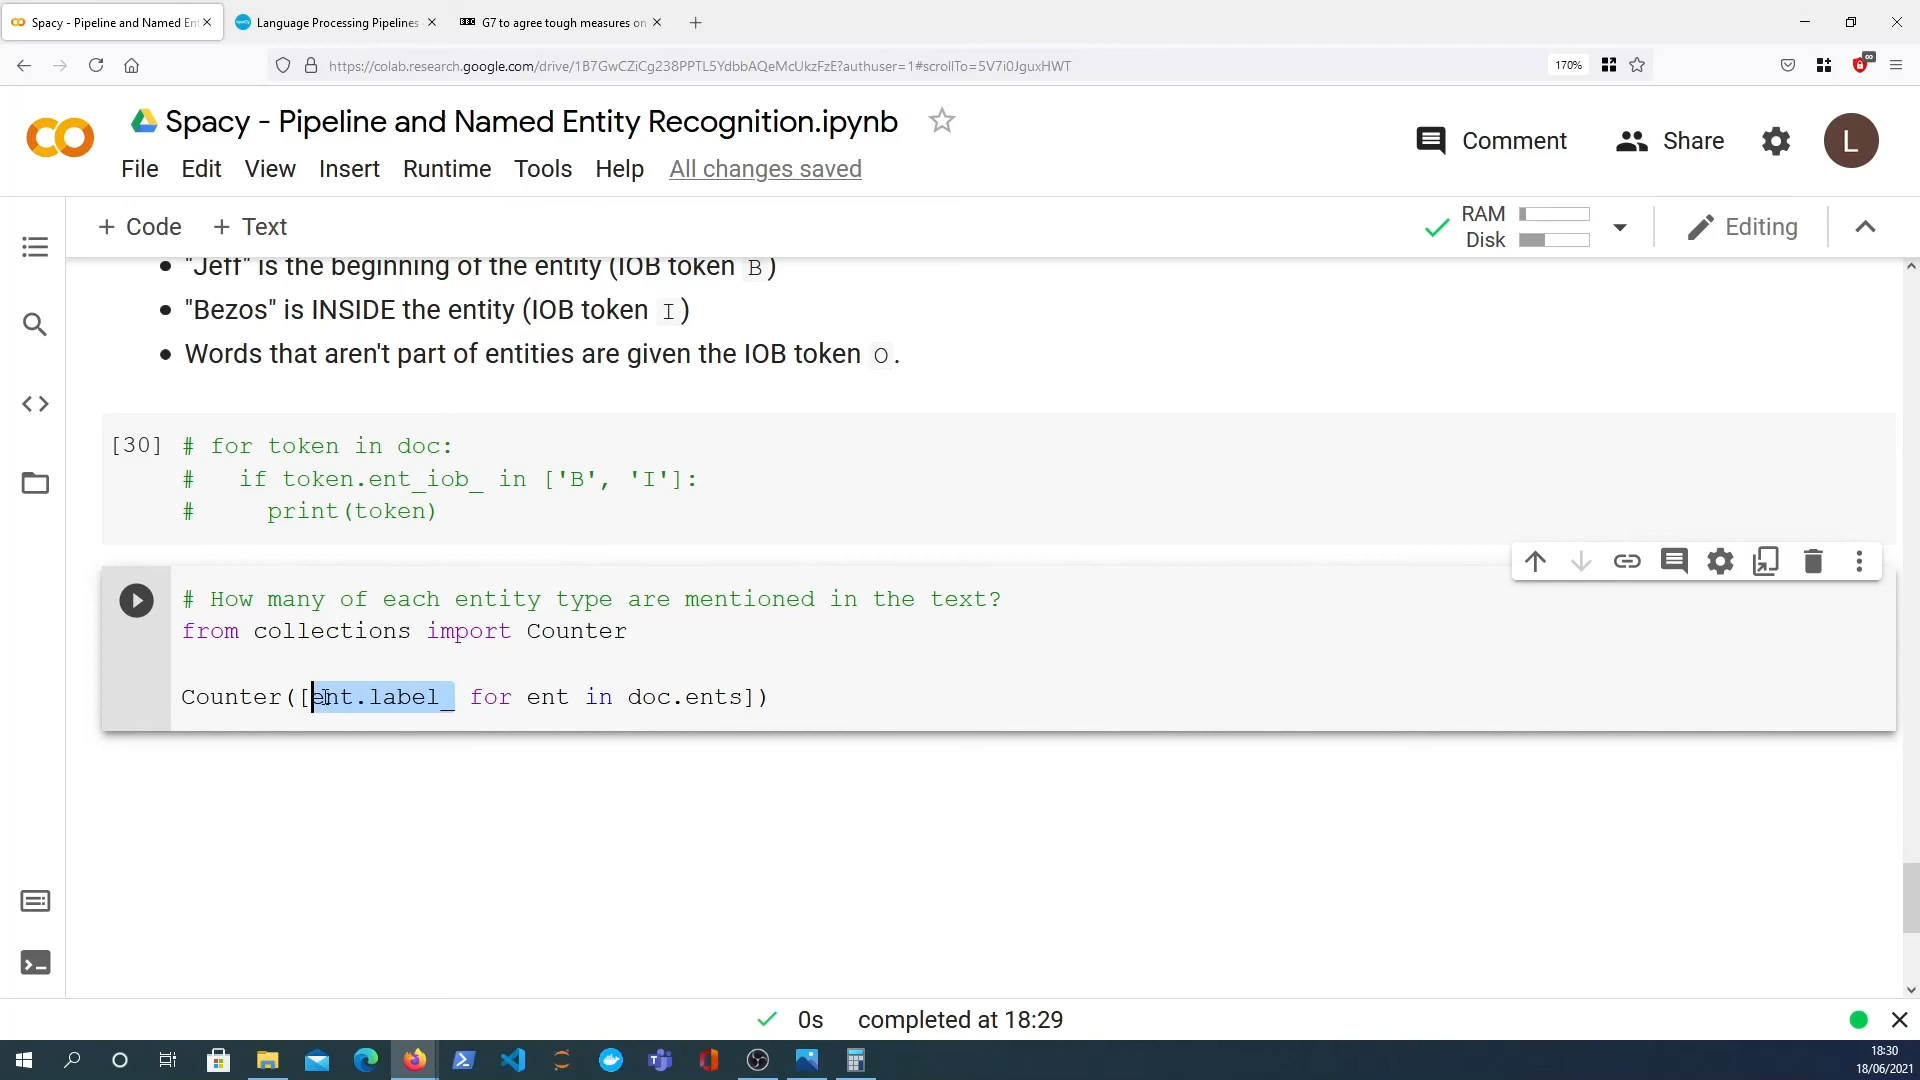 Spacy - Pipeline and Named En
Language Processing Pipelines
BBC G7 to agree tough measures on
https://colab.research.google.com/drive/1B7GwCZiCg238PPTL5YdbbAQeMcUkzFzE?authuser=1#scrollTo=5V7i0JguxHWT
170%
Spacy - Pipeline and Named Entity Recognition.ipynb
Comment
Share
L
File Edit View Insert Runtime Tools Help All changes saved
+ Code + Text
RAM
Disk
Editing
"Jeff" is the beginning of the entity (IOB token B)
"Bezos" is INSIDE the entity (IOB token I)
Words that aren't part of entities are given the IOB token O.
[30] # for token in doc:
# if token.ent_iob_ in ['B', 'I']:
# print(token)
# How many of each entity type are mentioned in the text?
from collections import Counter
Counter([ent.label_ for ent in doc.ents])
0s completed at 18:29
18:30
18/06/2021